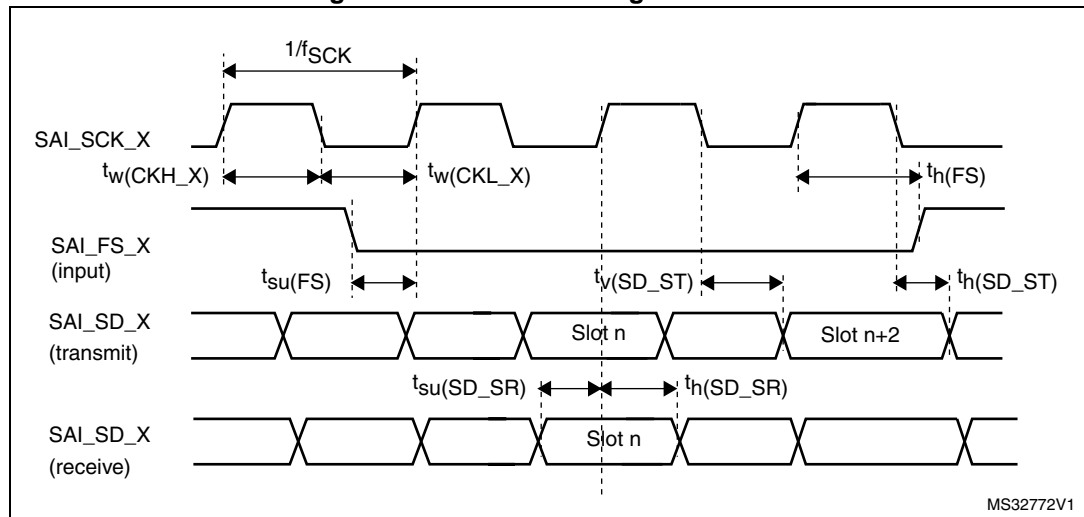 1/fSCK
SAI_SCK_X
tw(CKH_X)
tw(CKL_X)
th(FS)
SAI_FS_X
(input)
tsu(FS)
tv(SD_ST)
th(SD_ST)
SAI_SD_X
(transmit)
Slot n
Slot n+2
tsu(SD_SR)
th(SD_SR)
SAI_SD_X
(receive)
Slot n
MS32772V1